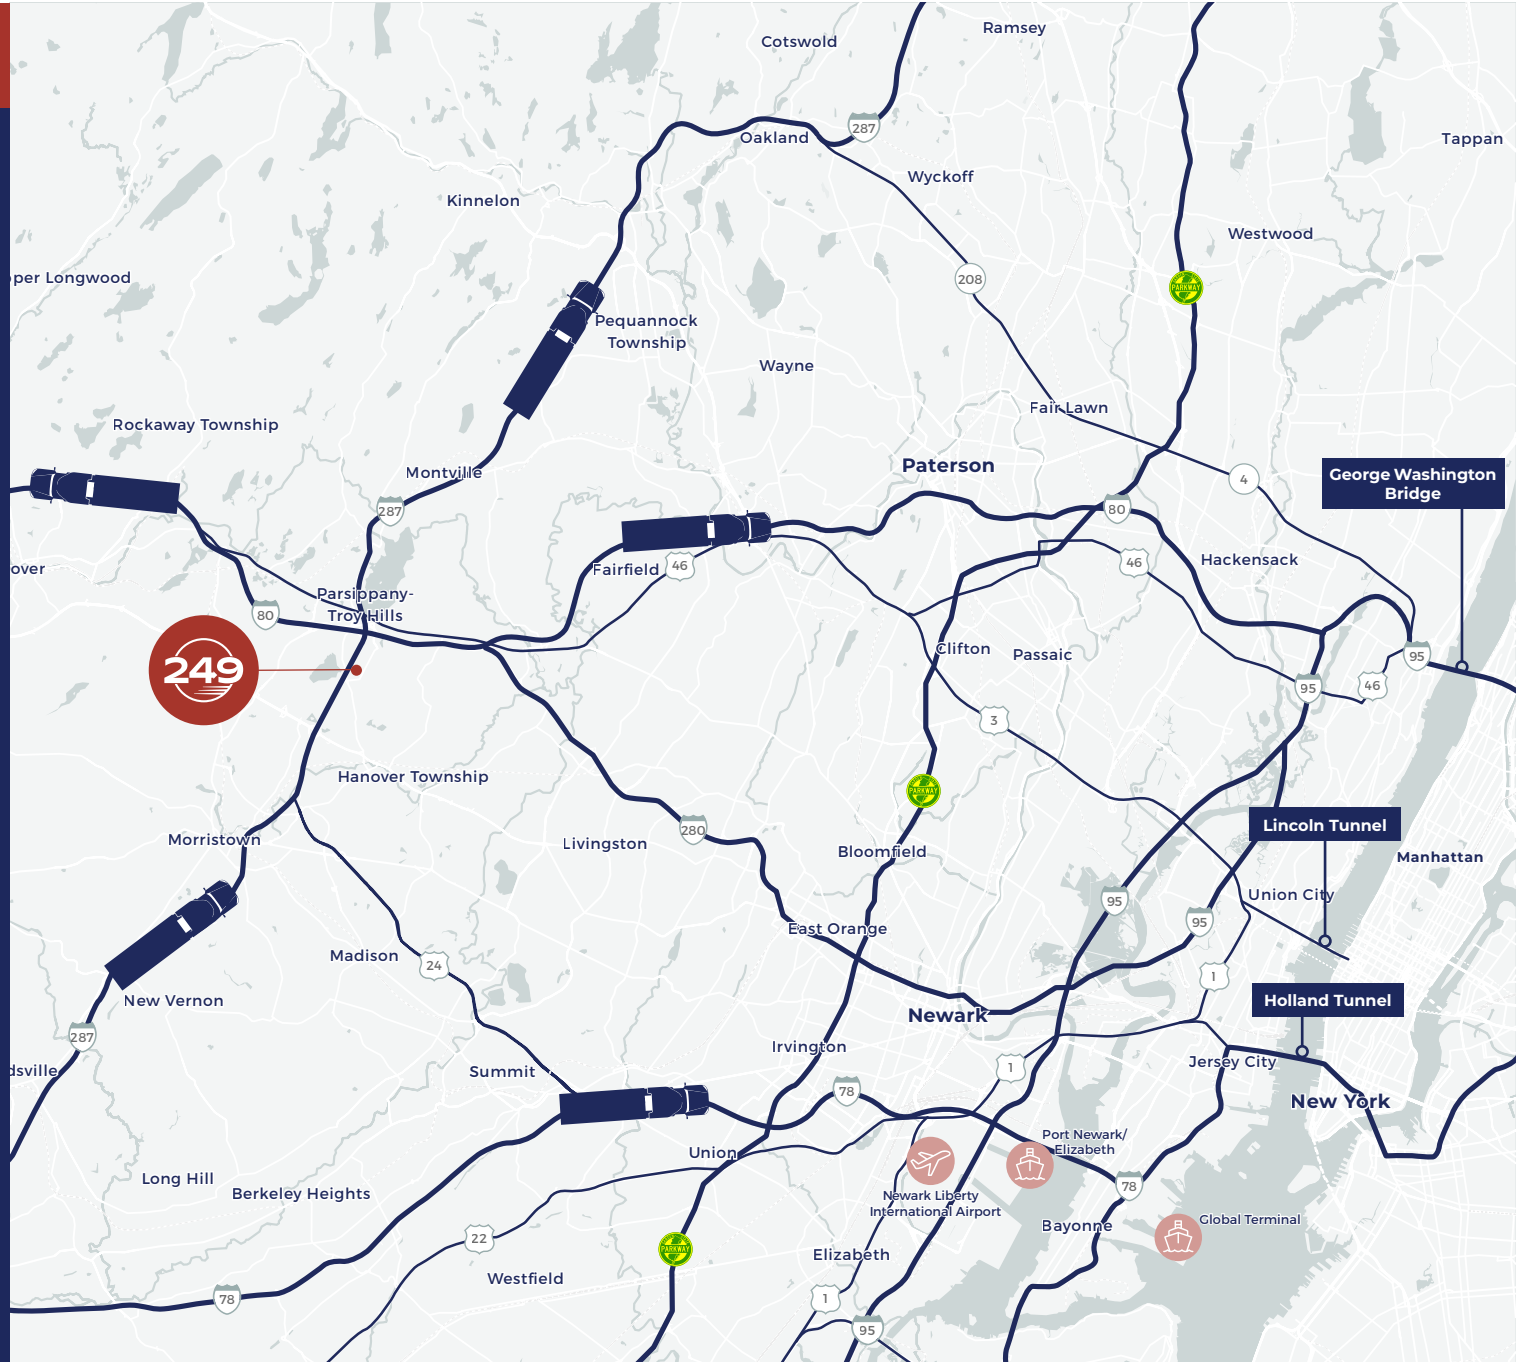 Cotswold
Ramsey
287
Oakland
Tappan
Wyckoff
Kinnelon
Westwood
per Longwood
208
PARKWAY
Pequannock
Township
Wayne
Fair Lawn
Rockaway Township
Paterson
Montville
George Washington
Bridge
4
287
80
Hackensack
46
Fairfield
46
over
Parsippany-
Troy Hills
80
Clifton
Passaic
95
249
95
46
3
Hanover Township
PARKWAY
Lincoln Tunnel
280
Morristown
Livingston
Bloomfield
Manhattan
Union City
95
95
East Orange
Madison
24
1
New Vernon
Holland Tunnel
Newark
287
Irvington
Jersey City
dsville
Summit
1
78
New York
Port Newark/
Elizabeth
Union
Long Hill
Berkeley Heights
78
Newark Liberty
International Airport
Bayonne
Global Terminal
22
PARKWAY
Elizabeth
Westfield
78
1
95